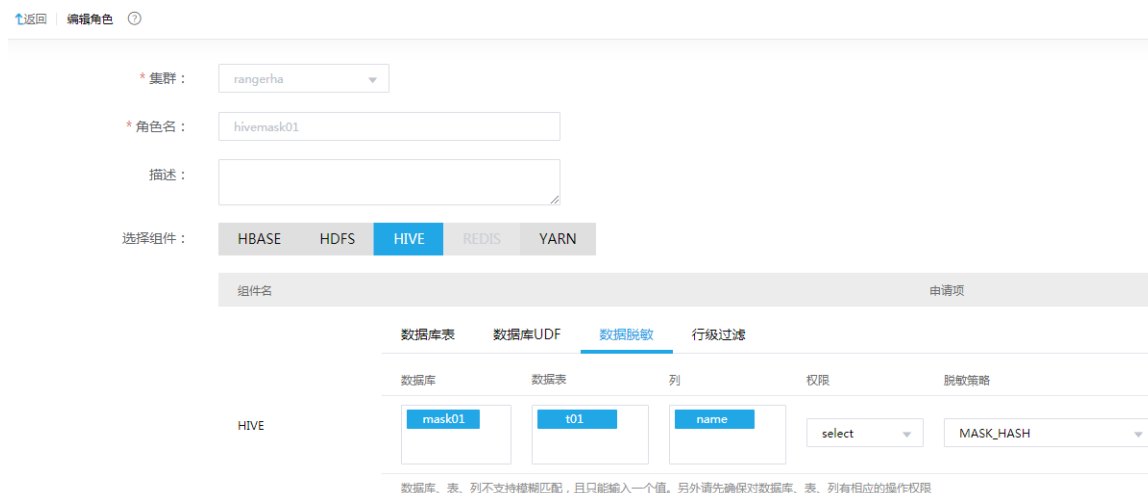 返回 编辑角色 ?
* 集群： rangerha
* 角色名： hivemask01
描述：
选择组件： HBASE HDFS HIVE REDIS YARN
组件名 申请项
数据库表 数据库UDF 数据脱敏 行级过滤
数据库 数据表 列 权限 脱敏策略
HIVE mask01 t01 name select MASK_HASH
数据库、表、列不支持模糊匹配，且只能输入一个值。另外请先确保对数据库、表、列有相应的操作权限